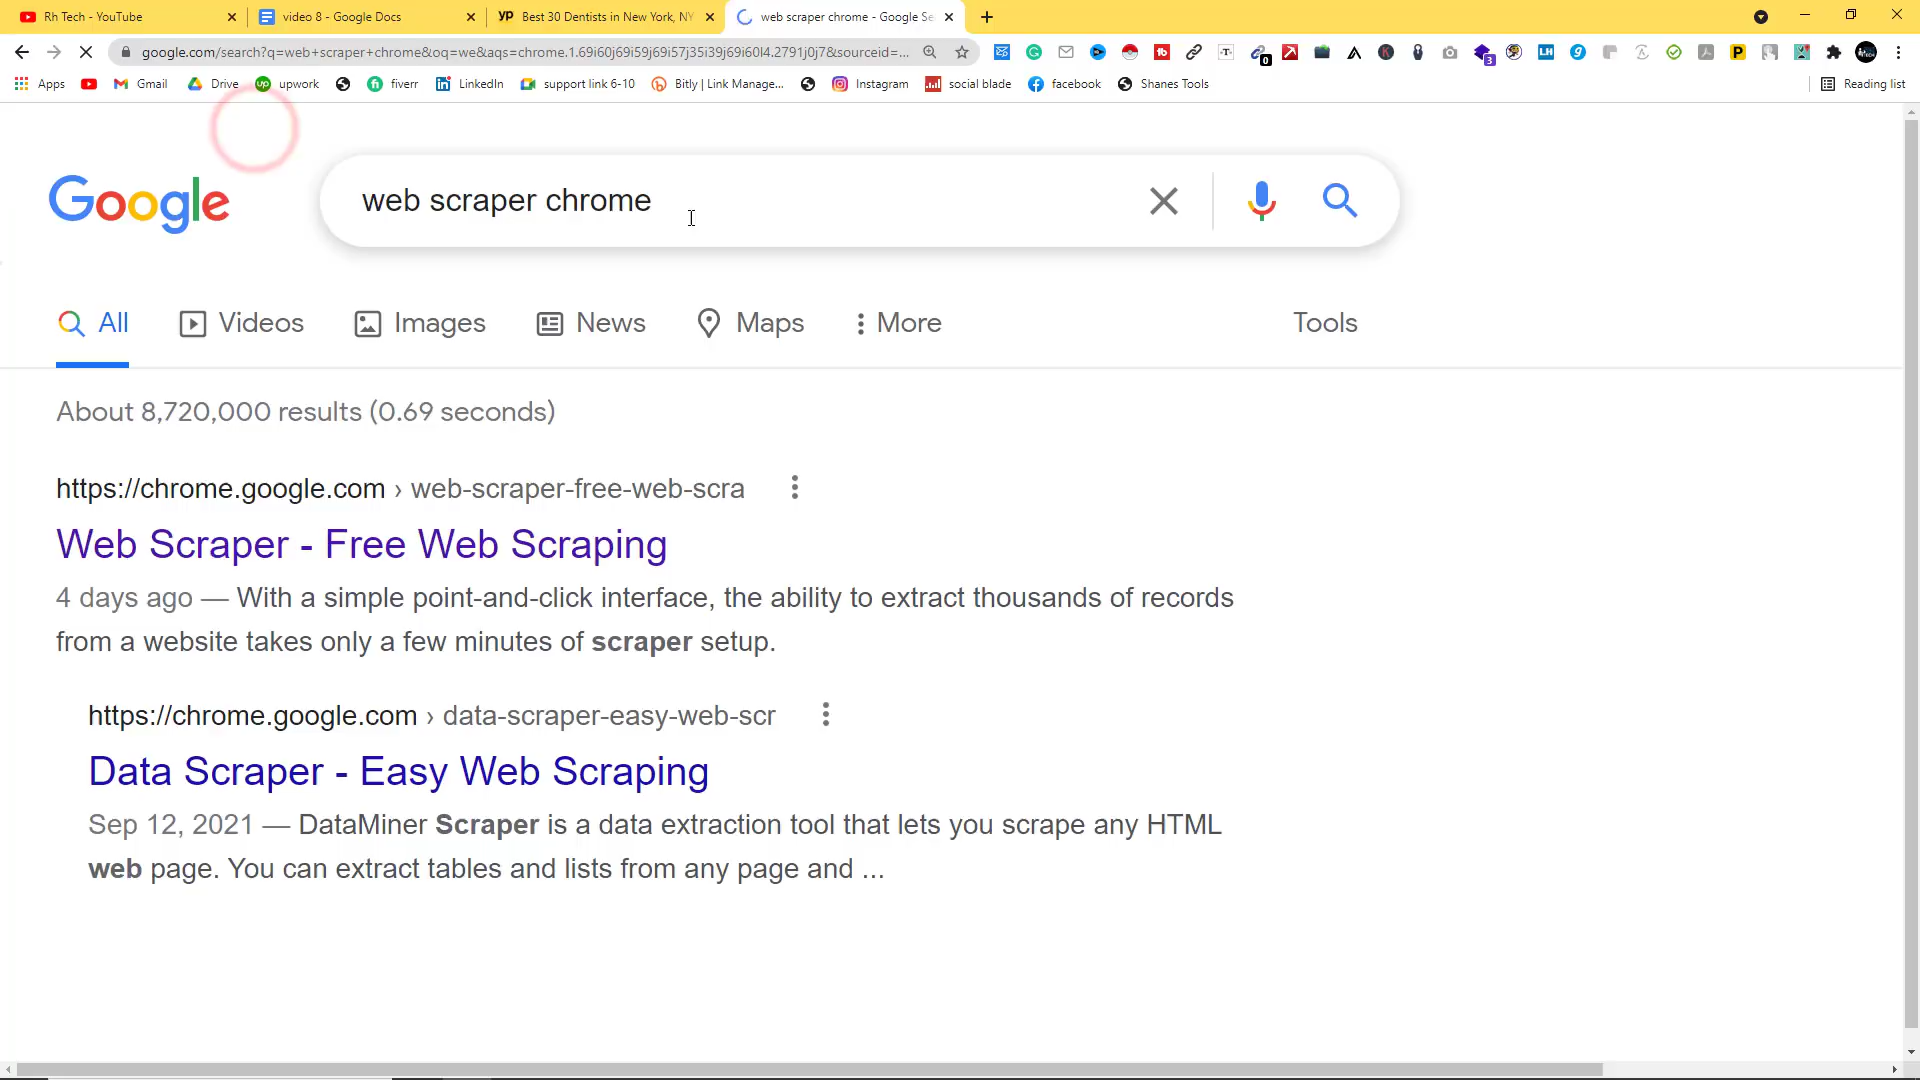 Rh Tech - YouTube
video 8 - Google Docs
YP Best 30 Dentists in New York, NY
web scraper chrome - Google Se
google.com/search?q=web+scraper+chrome&oq=we&aqs=chrome.1.69i60j69i59j69i57j35i39j69i60l4.2791j0j7&sourceid=...
Apps
Gmail
Drive
up upwork
fi fiverr
in LinkedIn
support link 6-10
Bitly | Link Manage...
Instagram
social blade
facebook
Shanes Tools
Reading list
Google
web scraper chrome
All
Videos
Images
News
Maps
More
Tools
About 8,720,000 results (0.69 seconds)
https://chrome.google.com › web-scraper-free-web-scra
Web Scraper - Free Web Scraping
4 days ago — With a simple point-and-click interface, the ability to extract thousands of records
from a website takes only a few minutes of scraper setup.
https://chrome.google.com › data-scraper-easy-web-scr
Data Scraper - Easy Web Scraping
Sep 12, 2021 — DataMiner Scraper is a data extraction tool that lets you scrape any HTML
web page. You can extract tables and lists from any page and ...